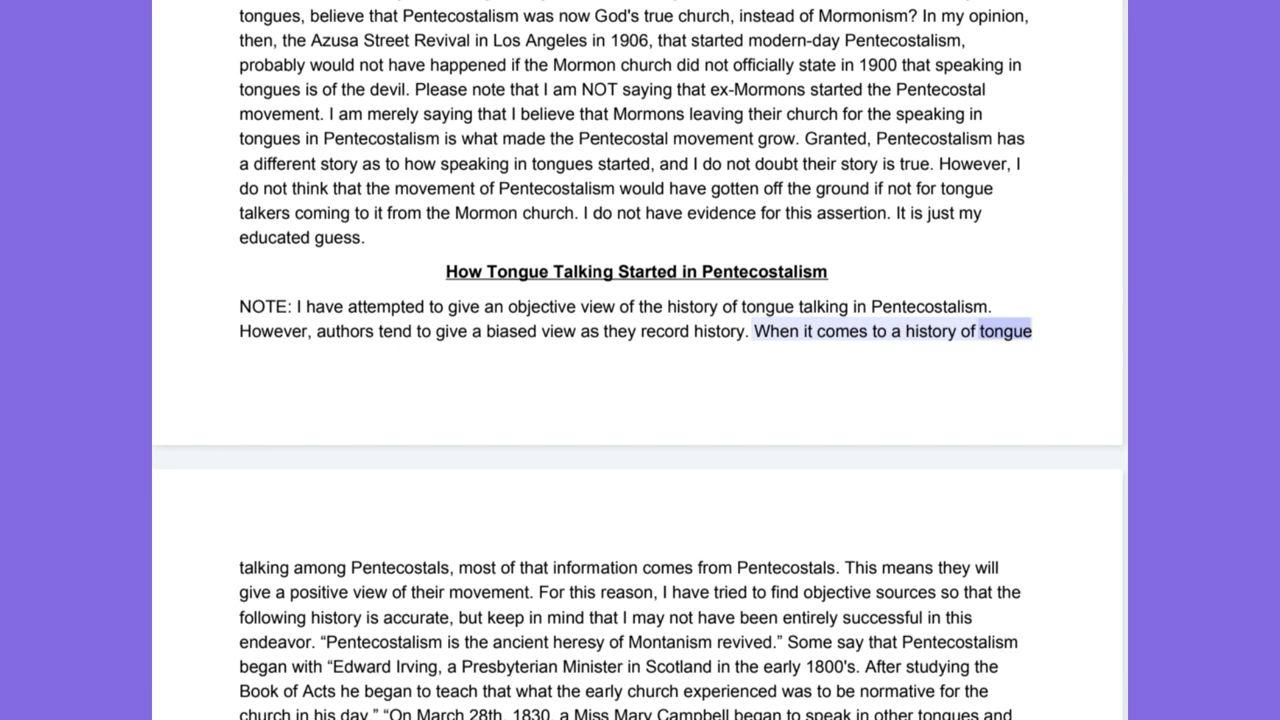 tongues, believe that Pentecostalism was now God's true church, instead of Mormonism? In my opinion,
then, the Azusa Street Revival in Los Angeles in 1906, that started modern-day Pentecostalism,
probably would not have happened if the Mormon church did not officially state in 1900 that speaking in
tongues is of the devil. Please note that I am NOT saying that ex-Mormons started the Pentecostal
movement. I am merely saying that I believe that Mormons leaving their church for the speaking in
tongues in Pentecostalism is what made the Pentecostal movement grow. Granted, Pentecostalism has
a different story as to how speaking in tongues started, and I do not doubt their story is true. However, I
do not think that the movement of Pentecostalism would have gotten off the ground if not for tongue
talkers coming to it from the Mormon church. I do not have evidence for this assertion. It is just my
educated guess.
How Tongue Talking Started in Pentecostalism
NOTE: I have attempted to give an objective view of the history of tongue talking in Pentecostalism.
However, authors tend to give a biased view as they record history. When it comes to a history of tongue
talking among Pentecostals, most of that information comes from Pentecostals. This means they will
give a positive view of their movement. For this reason, I have tried to find objective sources so that the
following history is accurate, but keep in mind that I may not have been entirely successful in this
endeavor. “Pentecostalism is the ancient heresy of Montanism revived.” Some say that Pentecostalism
began with “Edward Irving, a Presbyterian Minister in Scotland in the early 1800's. After studying the
Book of Acts he began to teach that what the early church experienced was to be normative for the
church in his day.” “On March 28th, 1830, a Miss Mary Campbell began to speak in other tongues and